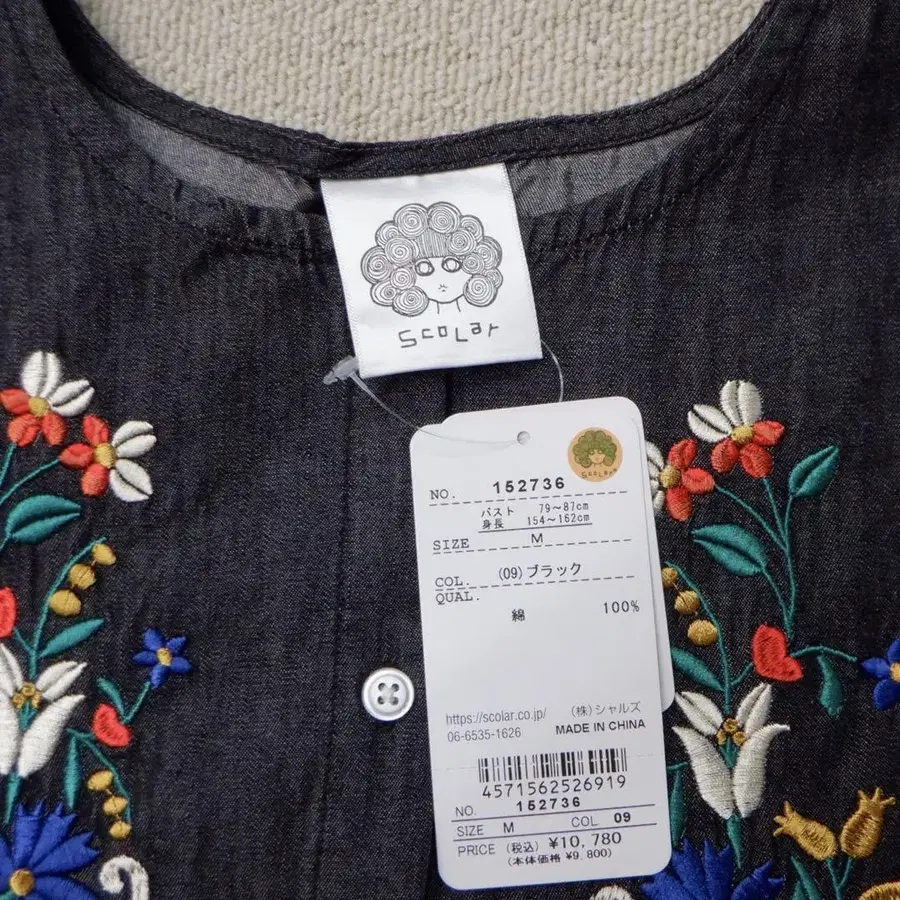 ScoLar
ScoLar
NO. 152736
バスト 79～87cm
身長 154～162cm
SIZE M
COL. (09)ブラック
QUAL.
綿 100%
https://scolar.co.jp/ (株)シャルズ
06-6535-1626 MADE IN CHINA
4571562526919
NO. 152736
SIZE M COL 09
PRICE (税込) ¥10,780
(本体価格 ¥9,800)